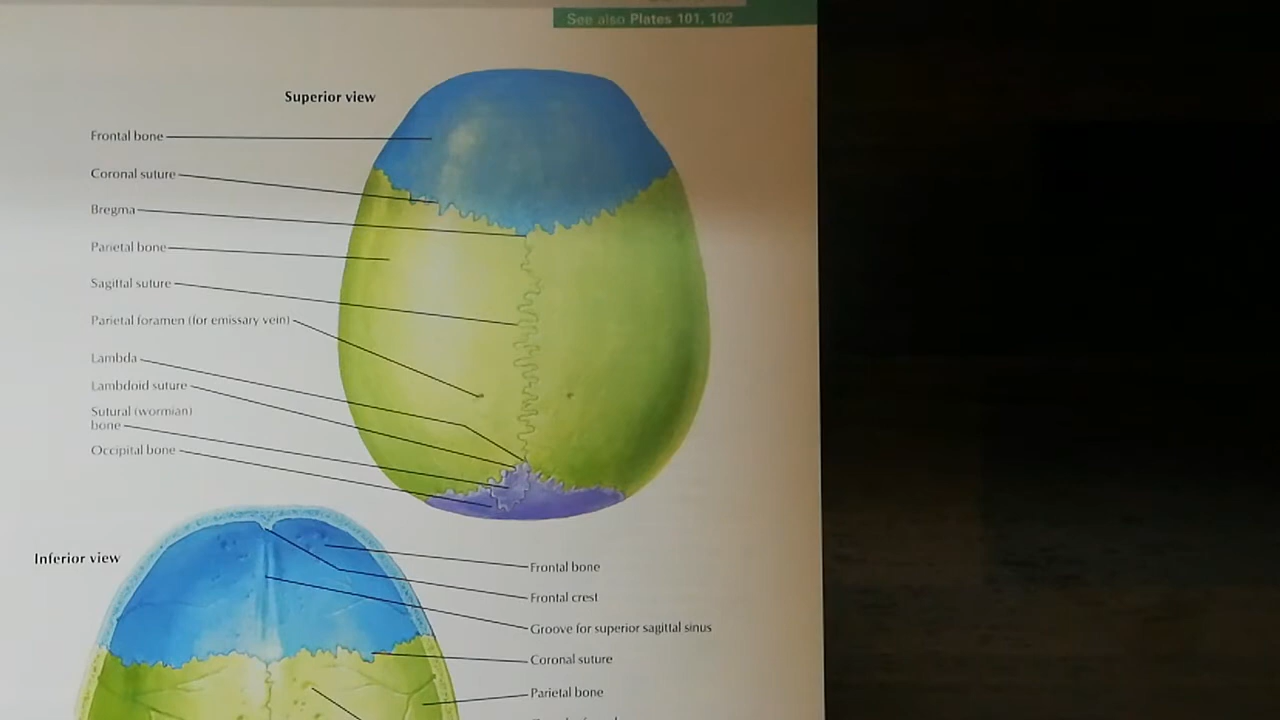 See also Plates 101, 102
Superior view
Frontal bone
Coronal suture
Bregma
Parietal bone
Sagittal suture
Parietal foramen (for emissary vein)
Lambda
Lambdoid suture
Sutural (wormian)
bone
Occipital bone
Inferior view
Frontal bone
Frontal crest
Groove for superior sagittal sinus
Coronal suture
Parietal bone